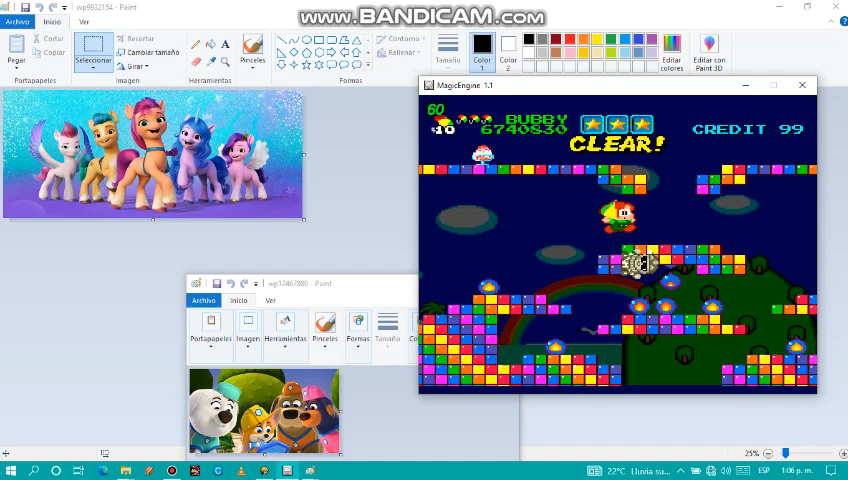 www.BANDICAM.com
wp9932154 - Paint
Archivo
Inicio
Ver
Pegar
Cortar
Copiar
Portapapeles
Seleccionar
Recortar
Cambiar tamaño
Girar
Imagen
Herramientas
Pinceles
Contorno
Rellenar
Formas
Tamaño
Color 1
Color 2
Editar colores
Editar con Paint 3D
MagicEngine 1.1
60
10
BUBBY
6740830
CLEAR!
CREDIT 99
wp12467880 - Paint
Archivo
Inicio
Ver
Portapapeles
Imagen
Herramientas
Pinceles
Formas
Tamaño
25%
22°C Lluvia su...
ESP
1:06 p. m.